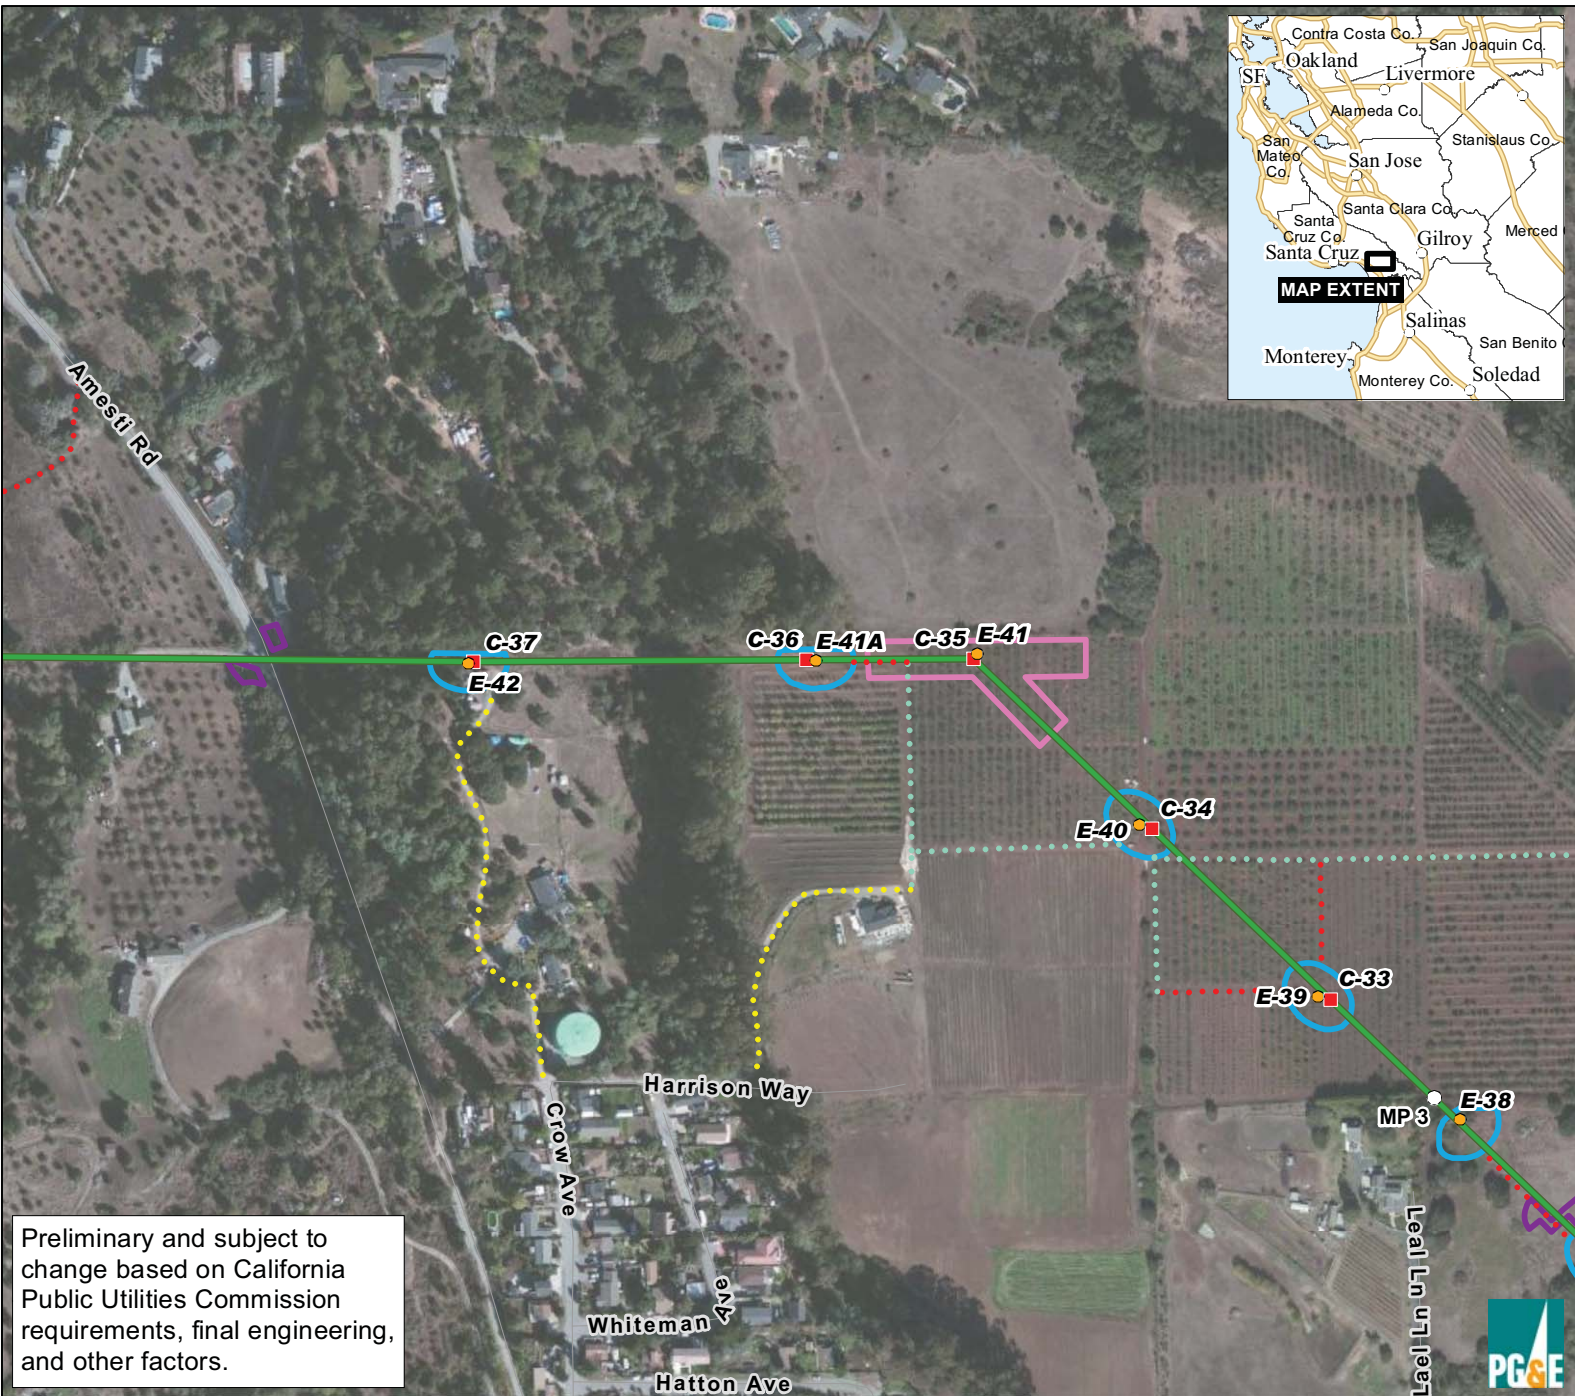 Contra Costa Co.
San Joaquin Co.
Oakland
SF
Livermore
Alameda Co.
San
Mateo
Co.
Stanislaus Co.
San Jose
Santa Clara Co.
Santa
Cruz Co.
Merced
Gilroy
Santa Cruz
MAP EXTENT
Salinas
San Benito
Monterey
Monterey Co.
Soledad
Amesti Rd
C-37
E-42
C-36
E-41A
C-35
E-41
C-34
E-40
C-33
E-39
MP 3
E-38
Harrison Way
Crow Ave
Whiteman Ave
Hatton Ave
Leal Ln
Lael Ln
Preliminary and subject to
change based on California
Public Utilities Commission
requirements, final engineering,
and other factors.
PG&E